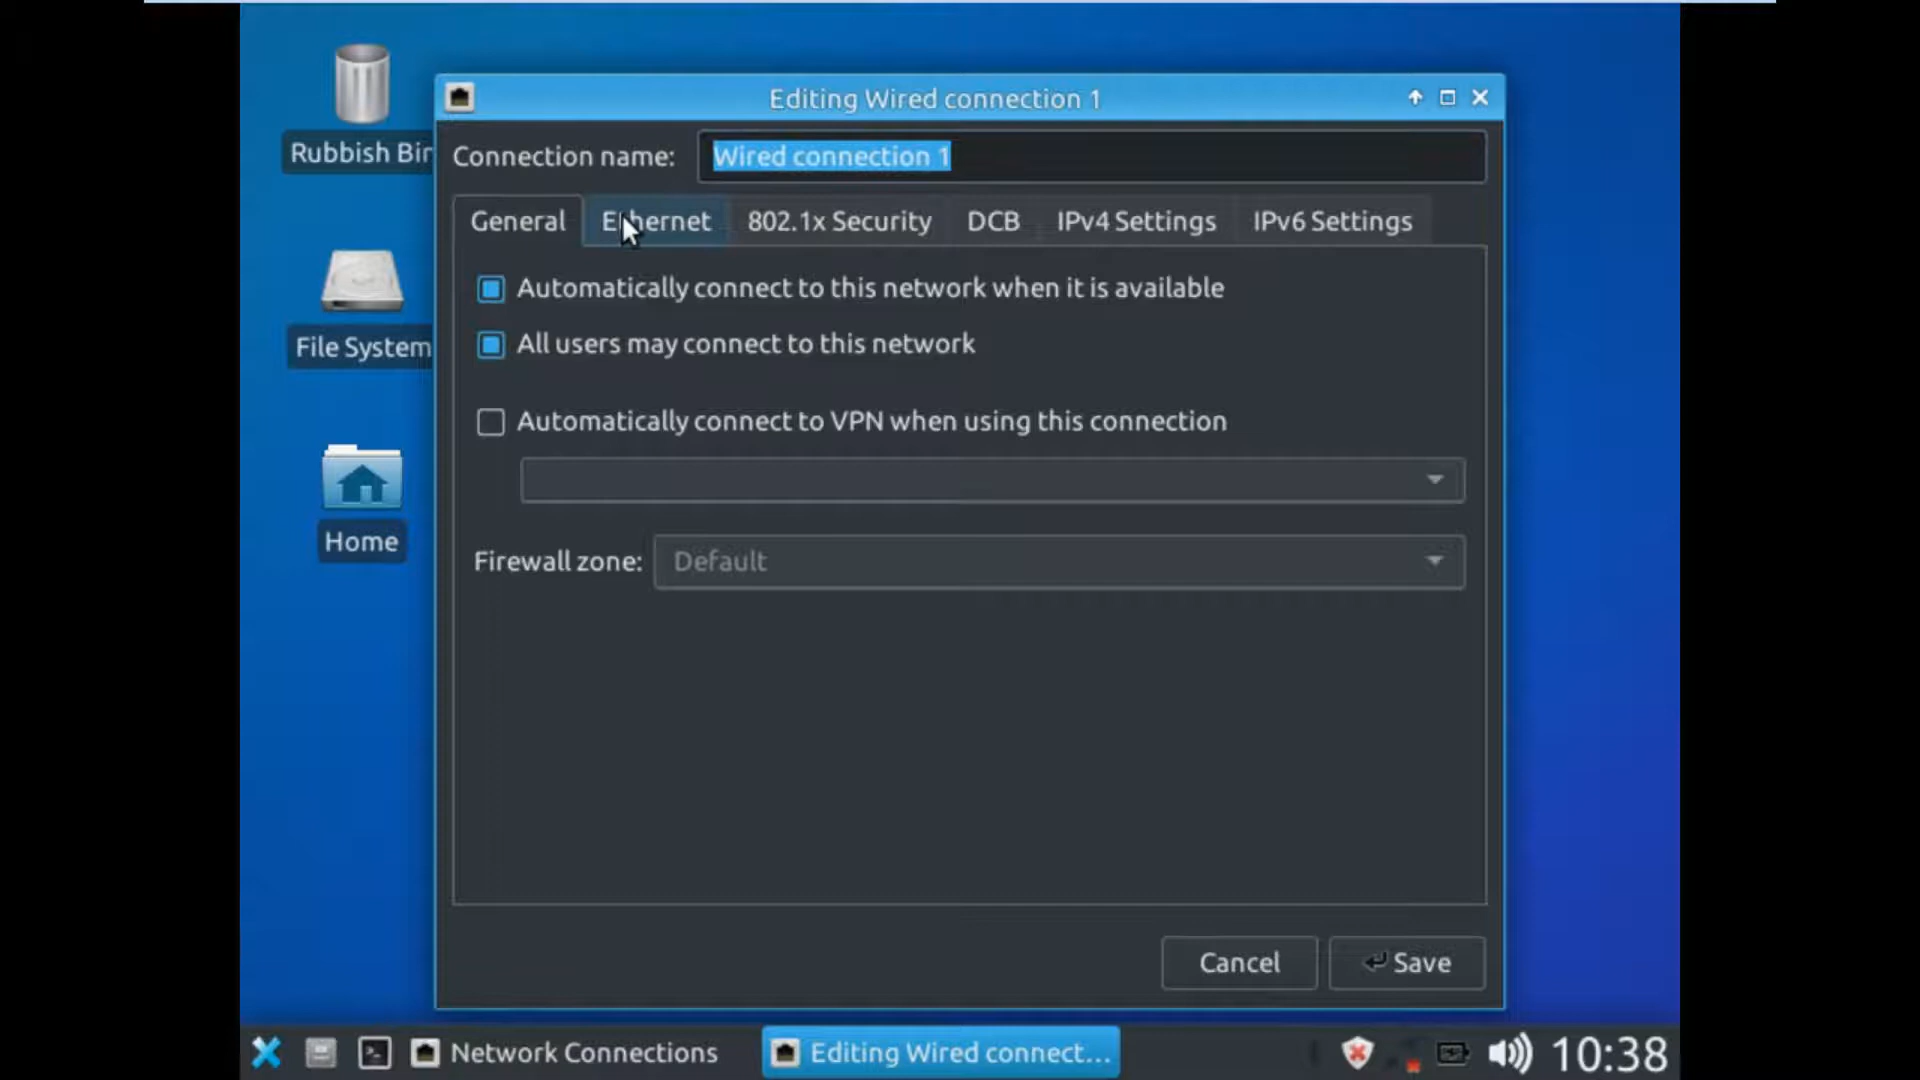 Editing Wired connection 1
Rubbish Bin
Connection name: Wired connection 1
General Ethernet 802.1x Security DCB IPv4 Settings IPv6 Settings
Automatically connect to this network when it is available
File System
All users may connect to this network
Automatically connect to VPN when using this connection
Home
Firewall zone: Default
Cancel Save
Network Connections Editing Wired connect... 10:38